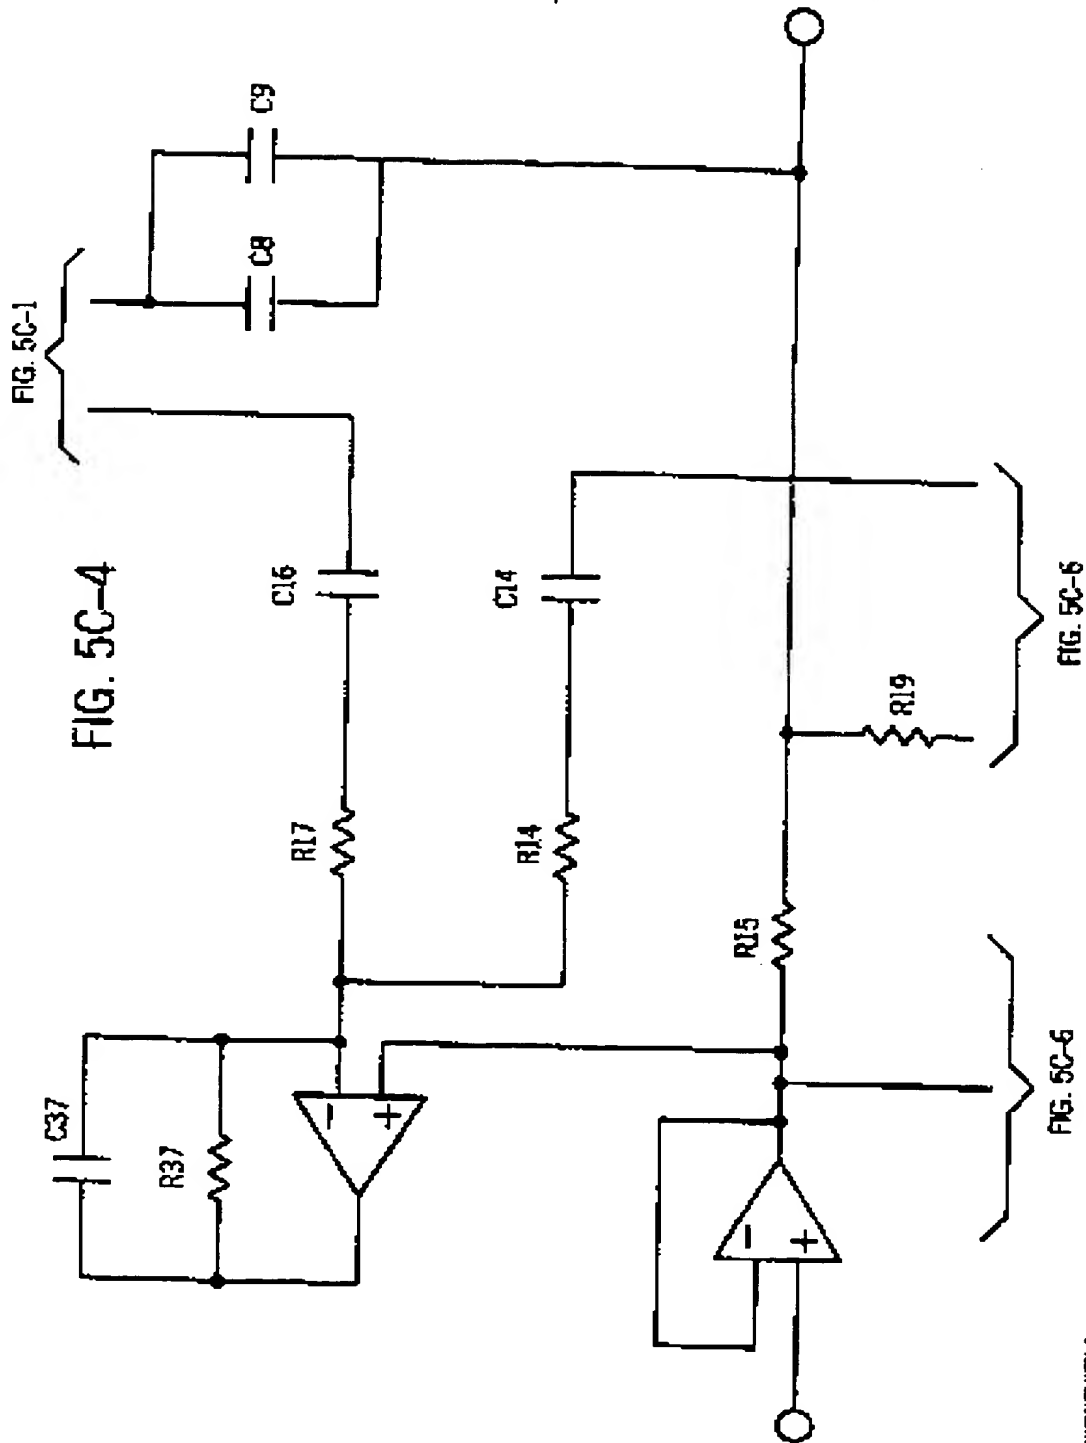 FIG. 5C-1
C9
C8
FIG. 5C-4
C16
C14
R17
R14
R19
FIG. 5C-6
R15
C37
R37
−
+
−
+
FIG. 5C-6